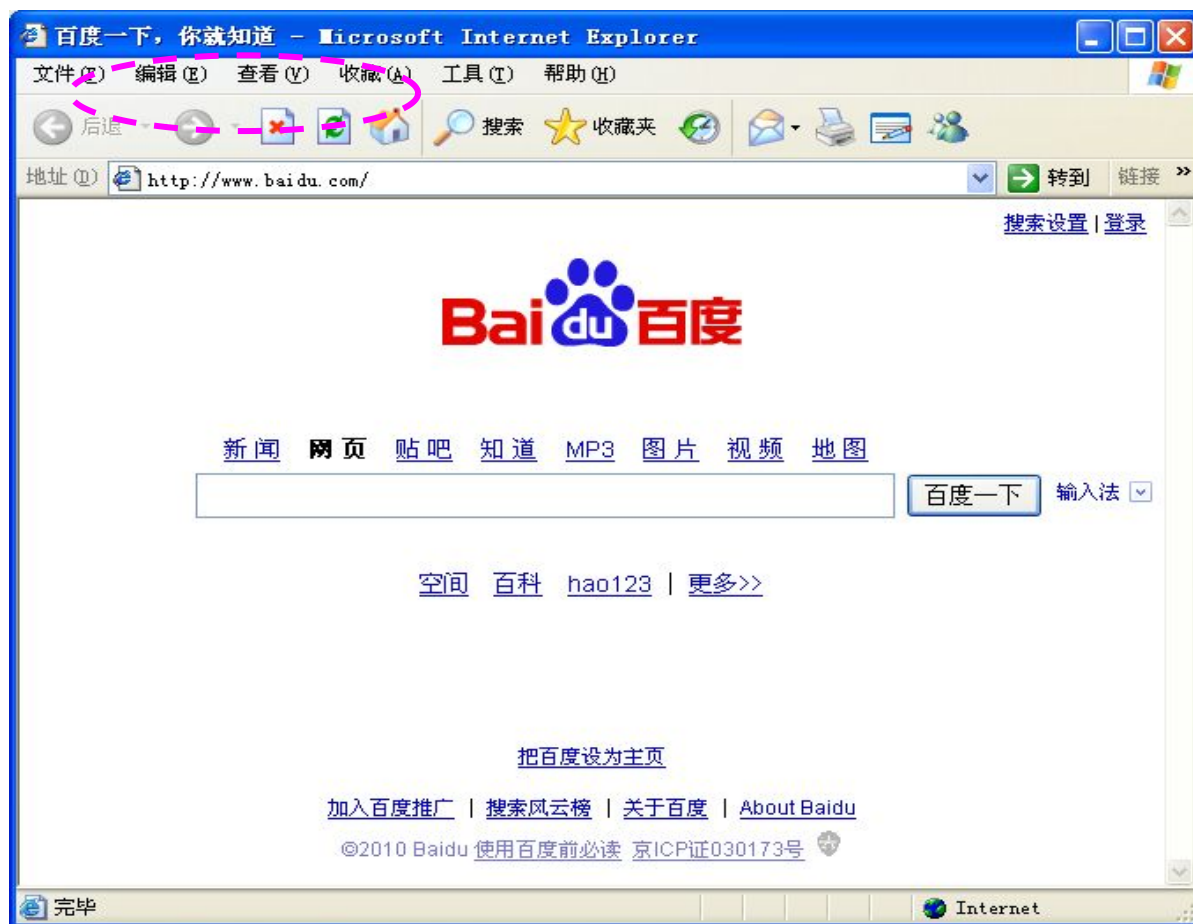 百度一下，你就知道 - Microsoft Internet Explorer
文件(F) 编辑(E) 查看(V) 收藏(A) 工具(T) 帮助(H)
后退 搜索 收藏夹
地址(D) http://www.baidu.com/ 转到 链接 »
搜索设置 | 登录
Bai du 百度
新闻 网页 贴吧 知道 MP3 图片 视频 地图
百度一下 输入法
空间 百科 hao123 | 更多>>
把百度设为主页
加入百度推广 | 搜索风云榜 | 关于百度 | About Baidu
©2010 Baidu 使用百度前必读 京ICP证030173号
完毕 Internet